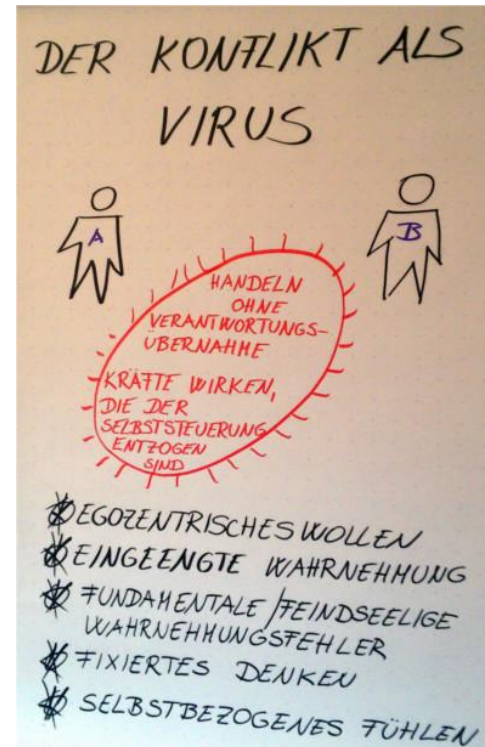 DER KONFLIKT ALS
VIRUS
A
B
HANDELN
OHNE
VERANTWORTUNGS-
ÜBERNAHME
KRÄFTE WIRKEN,
DIE DER
SELBSTSTEUERUNG
ENTZOGEN
SIND
EGOZENTRISCHES WOLLEN
EINGEENGTE WAHRNEHMUNG
FUNDAMENTALE/FEINDSEELIGE
WAHRNEHMUNGSFEHLER
FIXIERTES DENKEN
SELBSTBEZOGENES FÜHLEN